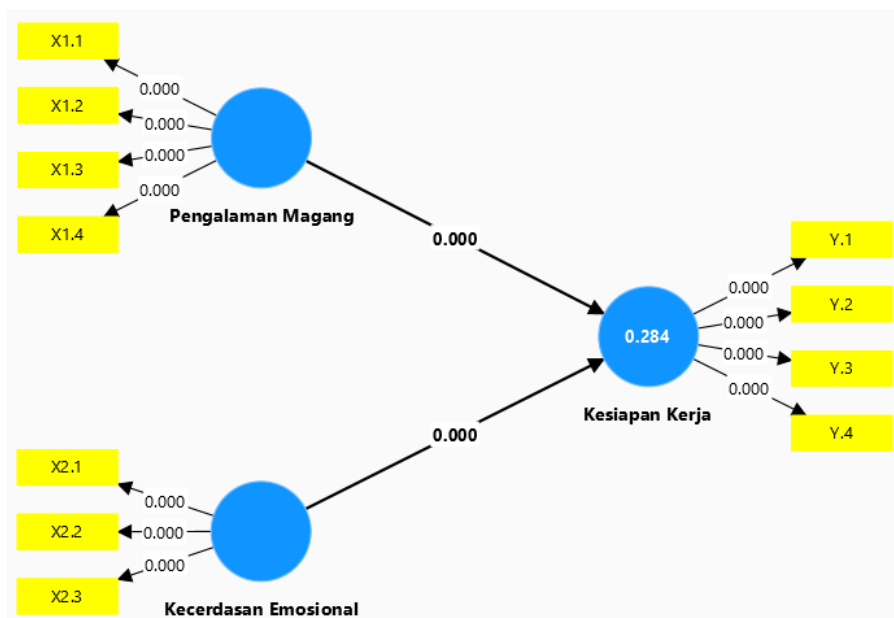 X1.1
0.000
X1.2
0.000
X1.3
0.000
X1.4
0.000
Pengalaman Magang
0.000
Y.1
0.000
Y.2
0.000
0.284
Y.3
0.000
Y.4
0.000
Kesiapan Kerja
0.000
X2.1
0.000
X2.2
0.000
X2.3
0.000
Kecerdasan Emosional